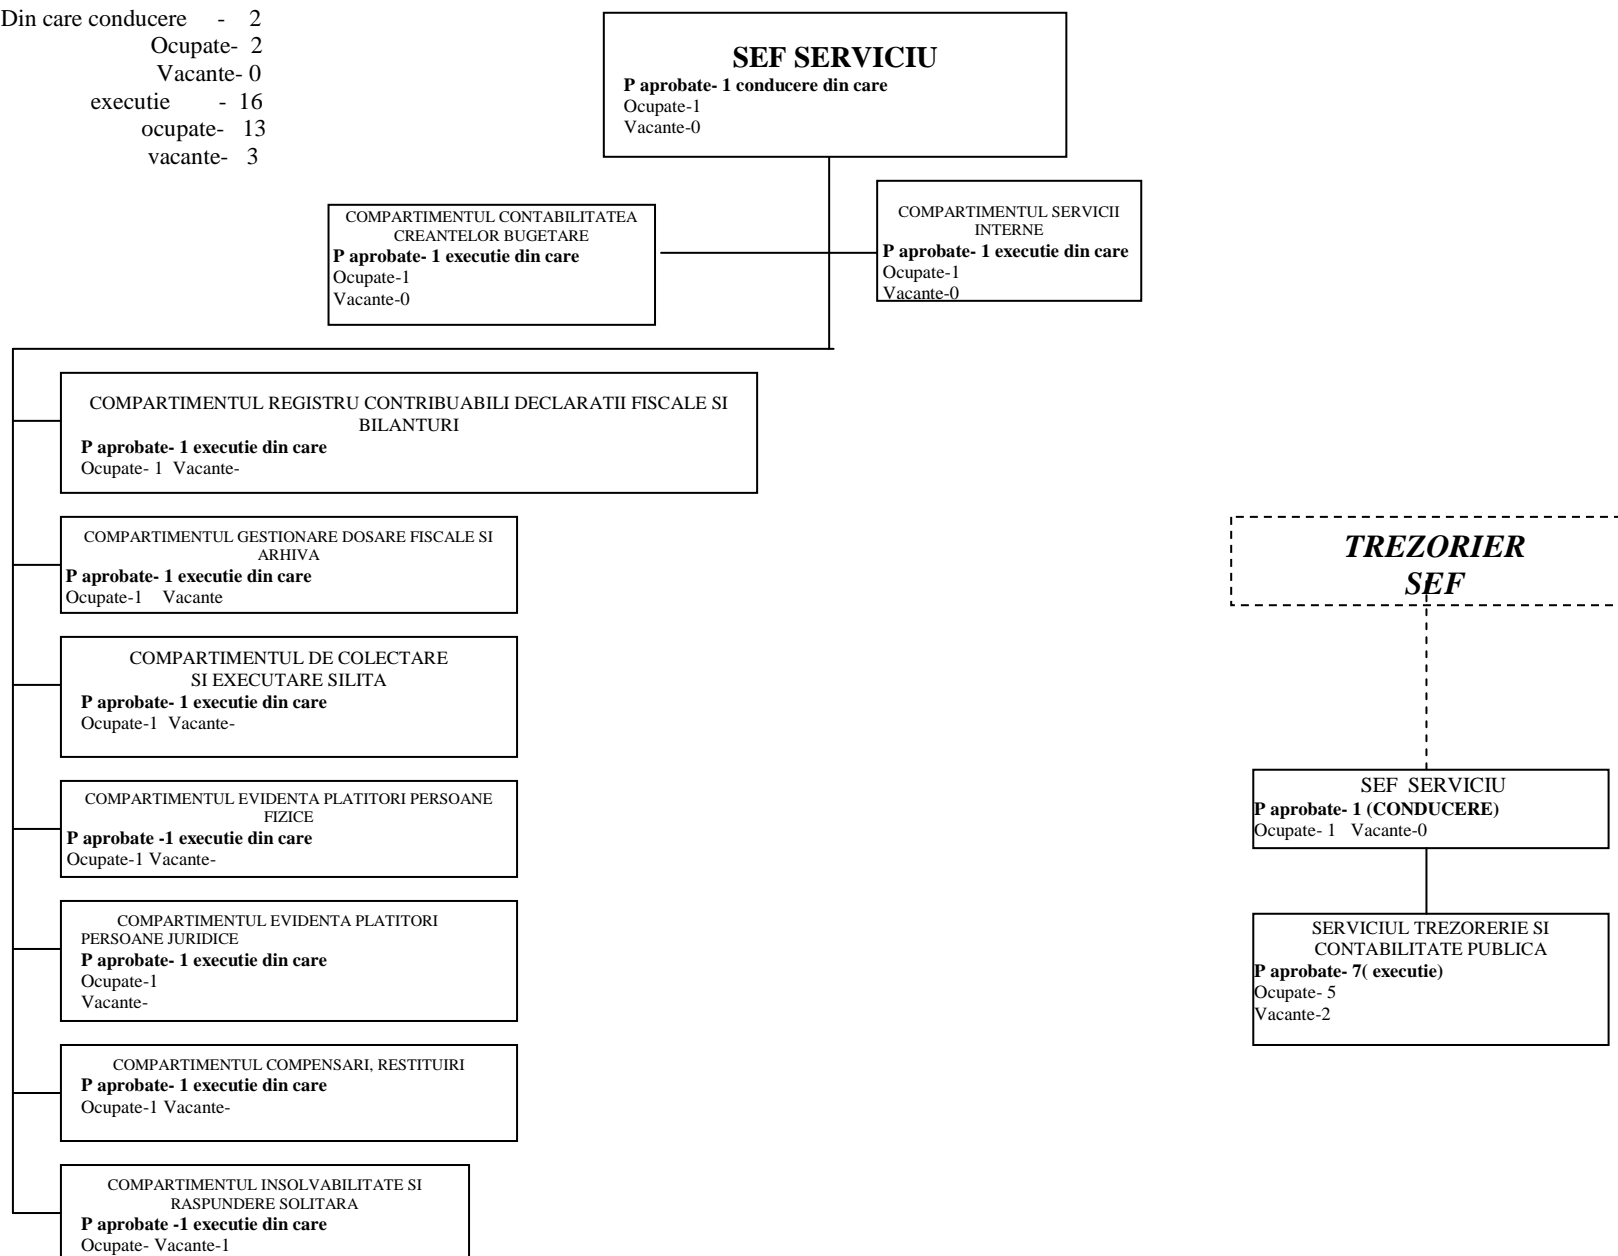 Din care conducere - 2
Ocupate- 2
Vacante- 0
executie - 16
ocupate- 13
vacante- 3
SEF SERVICIU
P aprobate- 1 conducere din care
Ocupate-1
Vacante-0
COMPARTIMENTUL CONTABILITATEA
CREANTELOR BUGETARE
P aprobate- 1 executie din care
Ocupate-1
Vacante-0
COMPARTIMENTUL SERVICII
INTERNE
P aprobate- 1 executie din care
Ocupate-1
Vacante-0
COMPARTIMENTUL REGISTRU CONTRIBUABILI DECLARATII FISCALE SI
BILANTURI
P aprobate- 1 executie din care
Ocupate- 1 Vacante-
COMPARTIMENTUL GESTIONARE DOSARE FISCALE SI
ARHIVA
P aprobate- 1 executie din care
Ocupate-1 Vacante
COMPARTIMENTUL DE COLECTARE
SI EXECUTARE SILITA
P aprobate- 1 executie din care
Ocupate-1 Vacante-
COMPARTIMENTUL EVIDENTA PLATITORI PERSOANE
FIZICE
P aprobate -1 executie din care
Ocupate-1 Vacante-
COMPARTIMENTUL EVIDENTA PLATITORI
PERSOANE JURIDICE
P aprobate- 1 executie din care
Ocupate-1
Vacante-
COMPARTIMENTUL COMPENSARI, RESTITUIRI
P aprobate- 1 executie din care
Ocupate-1 Vacante-
COMPARTIMENTUL INSOLVABILITATE SI
RASPUNDERE SOLITARA
P aprobate -1 executie din care
Ocupate- Vacante-1
TREZORIER
SEF
SEF SERVICIU
P aprobate- 1 (CONDUCERE)
Ocupate- 1 Vacante-0
SERVICIUL TREZORERIE SI
CONTABILITATE PUBLICA
P aprobate- 7( executie)
Ocupate- 5
Vacante-2